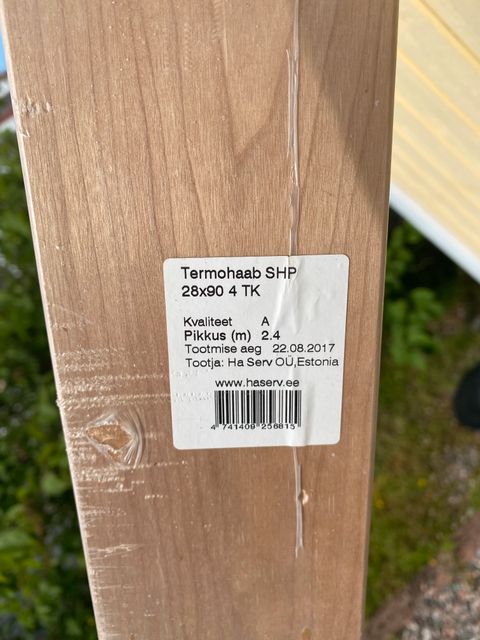 Termohaab SHP
28x90 4 TK
Kvaliteet A
Pikkus (m) 2.4
Tootmise aeg 22.08.2017
Tootja: Ha Serv OÜ,Estonia
www.haserv.ee
4 741409 256815